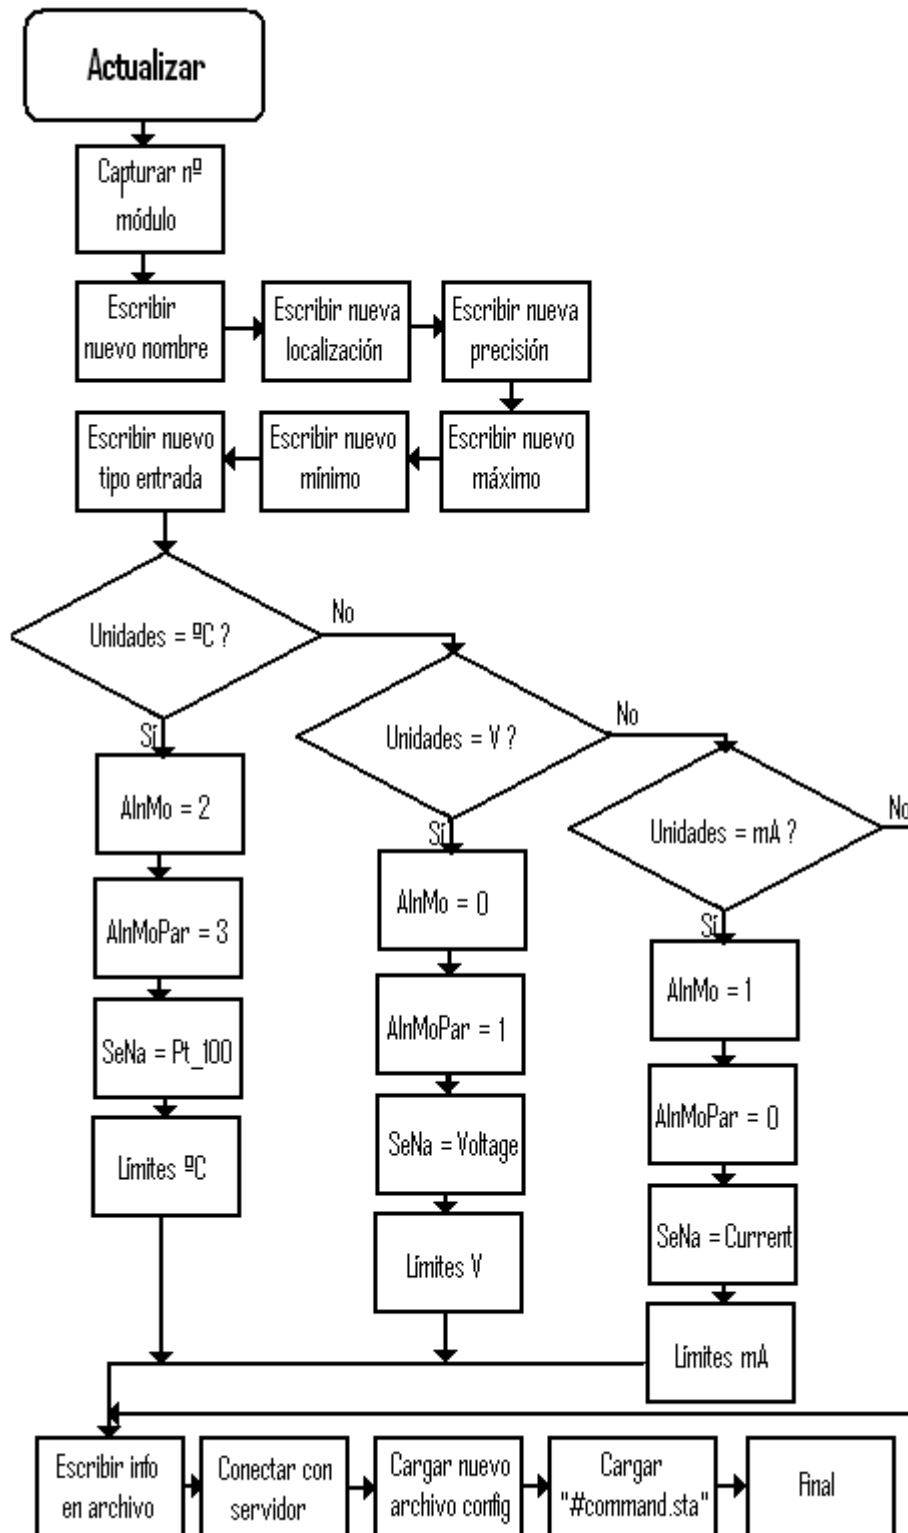 Actualizar
Capturar nº
módulo
Escribir
nuevo nombre
Escribir nueva
localización
Escribir nueva
precisión
Escribir nuevo
tipo entrada
Escribir nuevo
mínimo
Escribir nuevo
máximo
Unidades = ºC ?
No
Sí
Unidades = V ?
No
Sí
Unidades = mA ?
No
Sí
AInMo = 2
AInMoPar = 3
SeNa = Pt_100
Límites ºC
AInMo = 0
AInMoPar = 1
SeNa = Voltage
Límites V
AInMo = 1
AInMoPar = 0
SeNa = Current
Límites mA
Escribir info
en archivo
Conectar con
servidor
Cargar nuevo
archivo config
Cargar
"#command.sta"
Final